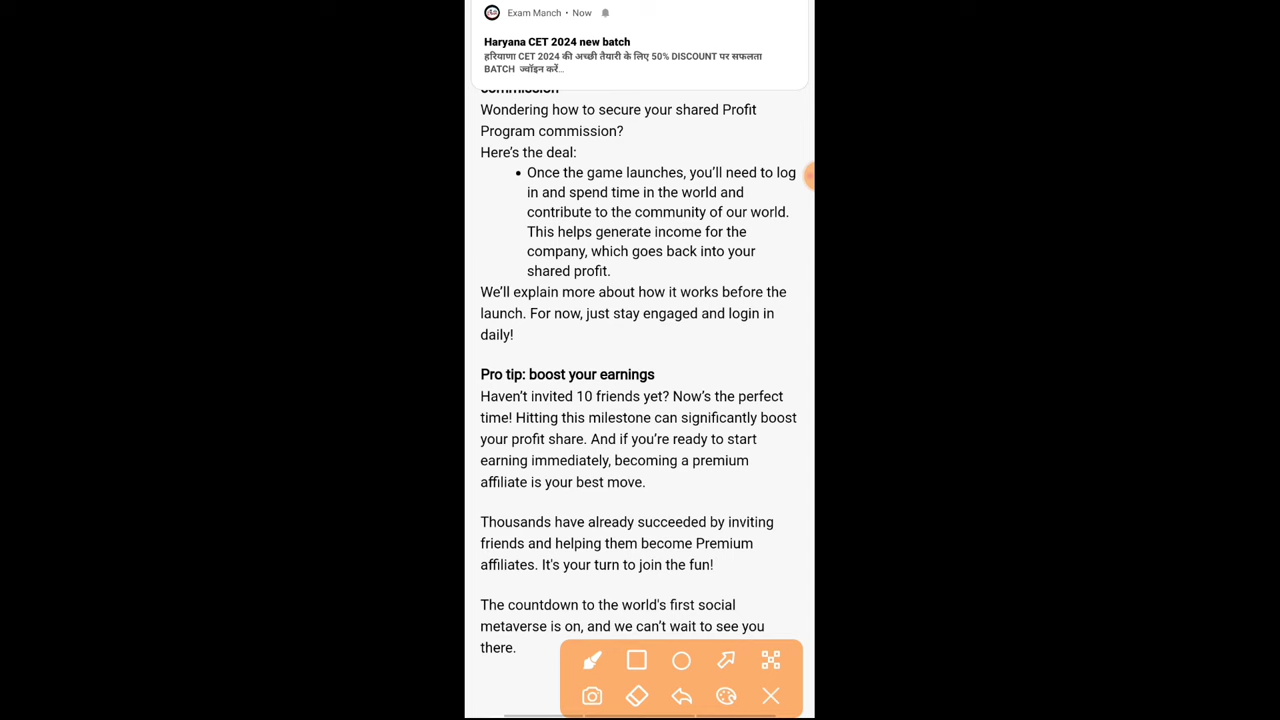 Exam Manch • Now
Haryana CET 2024 new batch
हरियाणा CET 2024 की अच्छी तैयारी के लिए 50% DISCOUNT पर सफलता
BATCH ज्वॉइन करें...
commission
Wondering how to secure your shared Profit
Program commission?
Here’s the deal:
• Once the game launches, you’ll need to log
in and spend time in the world and
contribute to the community of our world.
This helps generate income for the
company, which goes back into your
shared profit.
We’ll explain more about how it works before the
launch. For now, just stay engaged and login in
daily!
Pro tip: boost your earnings
Haven’t invited 10 friends yet? Now’s the perfect
time! Hitting this milestone can significantly boost
your profit share. And if you’re ready to start
earning immediately, becoming a premium
affiliate is your best move.
Thousands have already succeeded by inviting
friends and helping them become Premium
affiliates. It's your turn to join the fun!
The countdown to the world's first social
metaverse is on, and we can’t wait to see you
there.